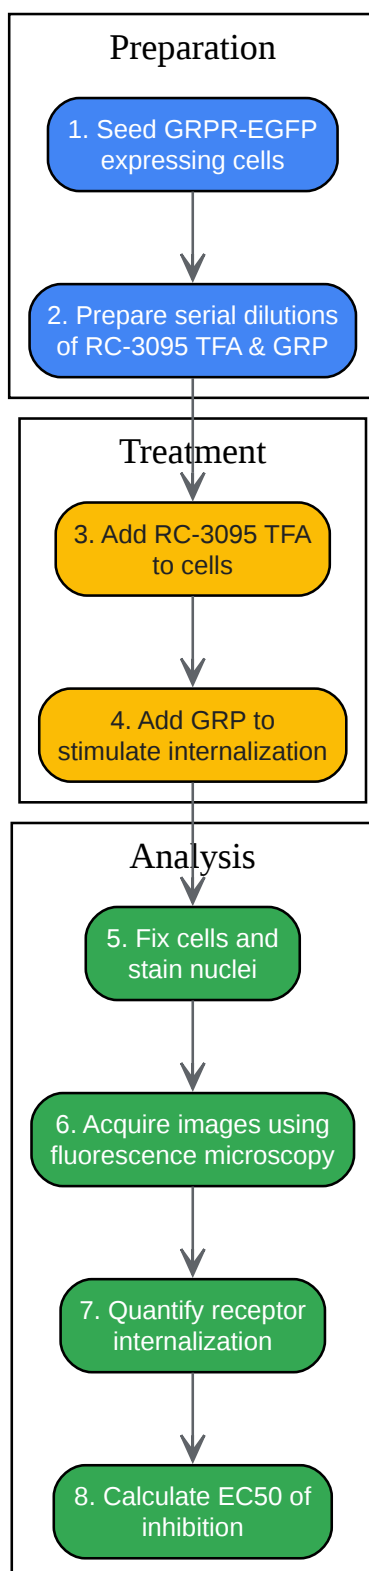 Preparation
1. Seed GRPR-EGFP
expressing cells
2. Prepare serial dilutions
of RC-3095 TFA & GRP
Treatment
3. Add RC-3095 TFA
to cells
4. Add GRP to
stimulate internalization
Analysis
5. Fix cells and
stain nuclei
6. Acquire images using
fluorescence microscopy
7. Quantify receptor
internalization
8. Calculate EC50 of
inhibition